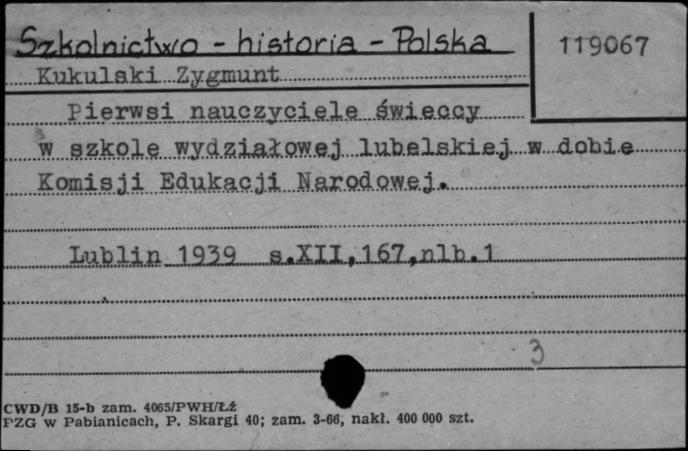 Szkolnictwo - historia - Polska
119067
Kukulski Zygmunt
Pierwsi nauczyciele świeccy
w szkole wydziałowej lubelskiej w dobie
Komisji Edukacji Narodowej.
Lublin 1939 s.XII,167,nlb.1
3
CWD/B 15-b zam. 4065/PWH/Łź
PZG w Pabianicach, P. Skargi 40; zam. 3-66, nakł. 400 000 szt.